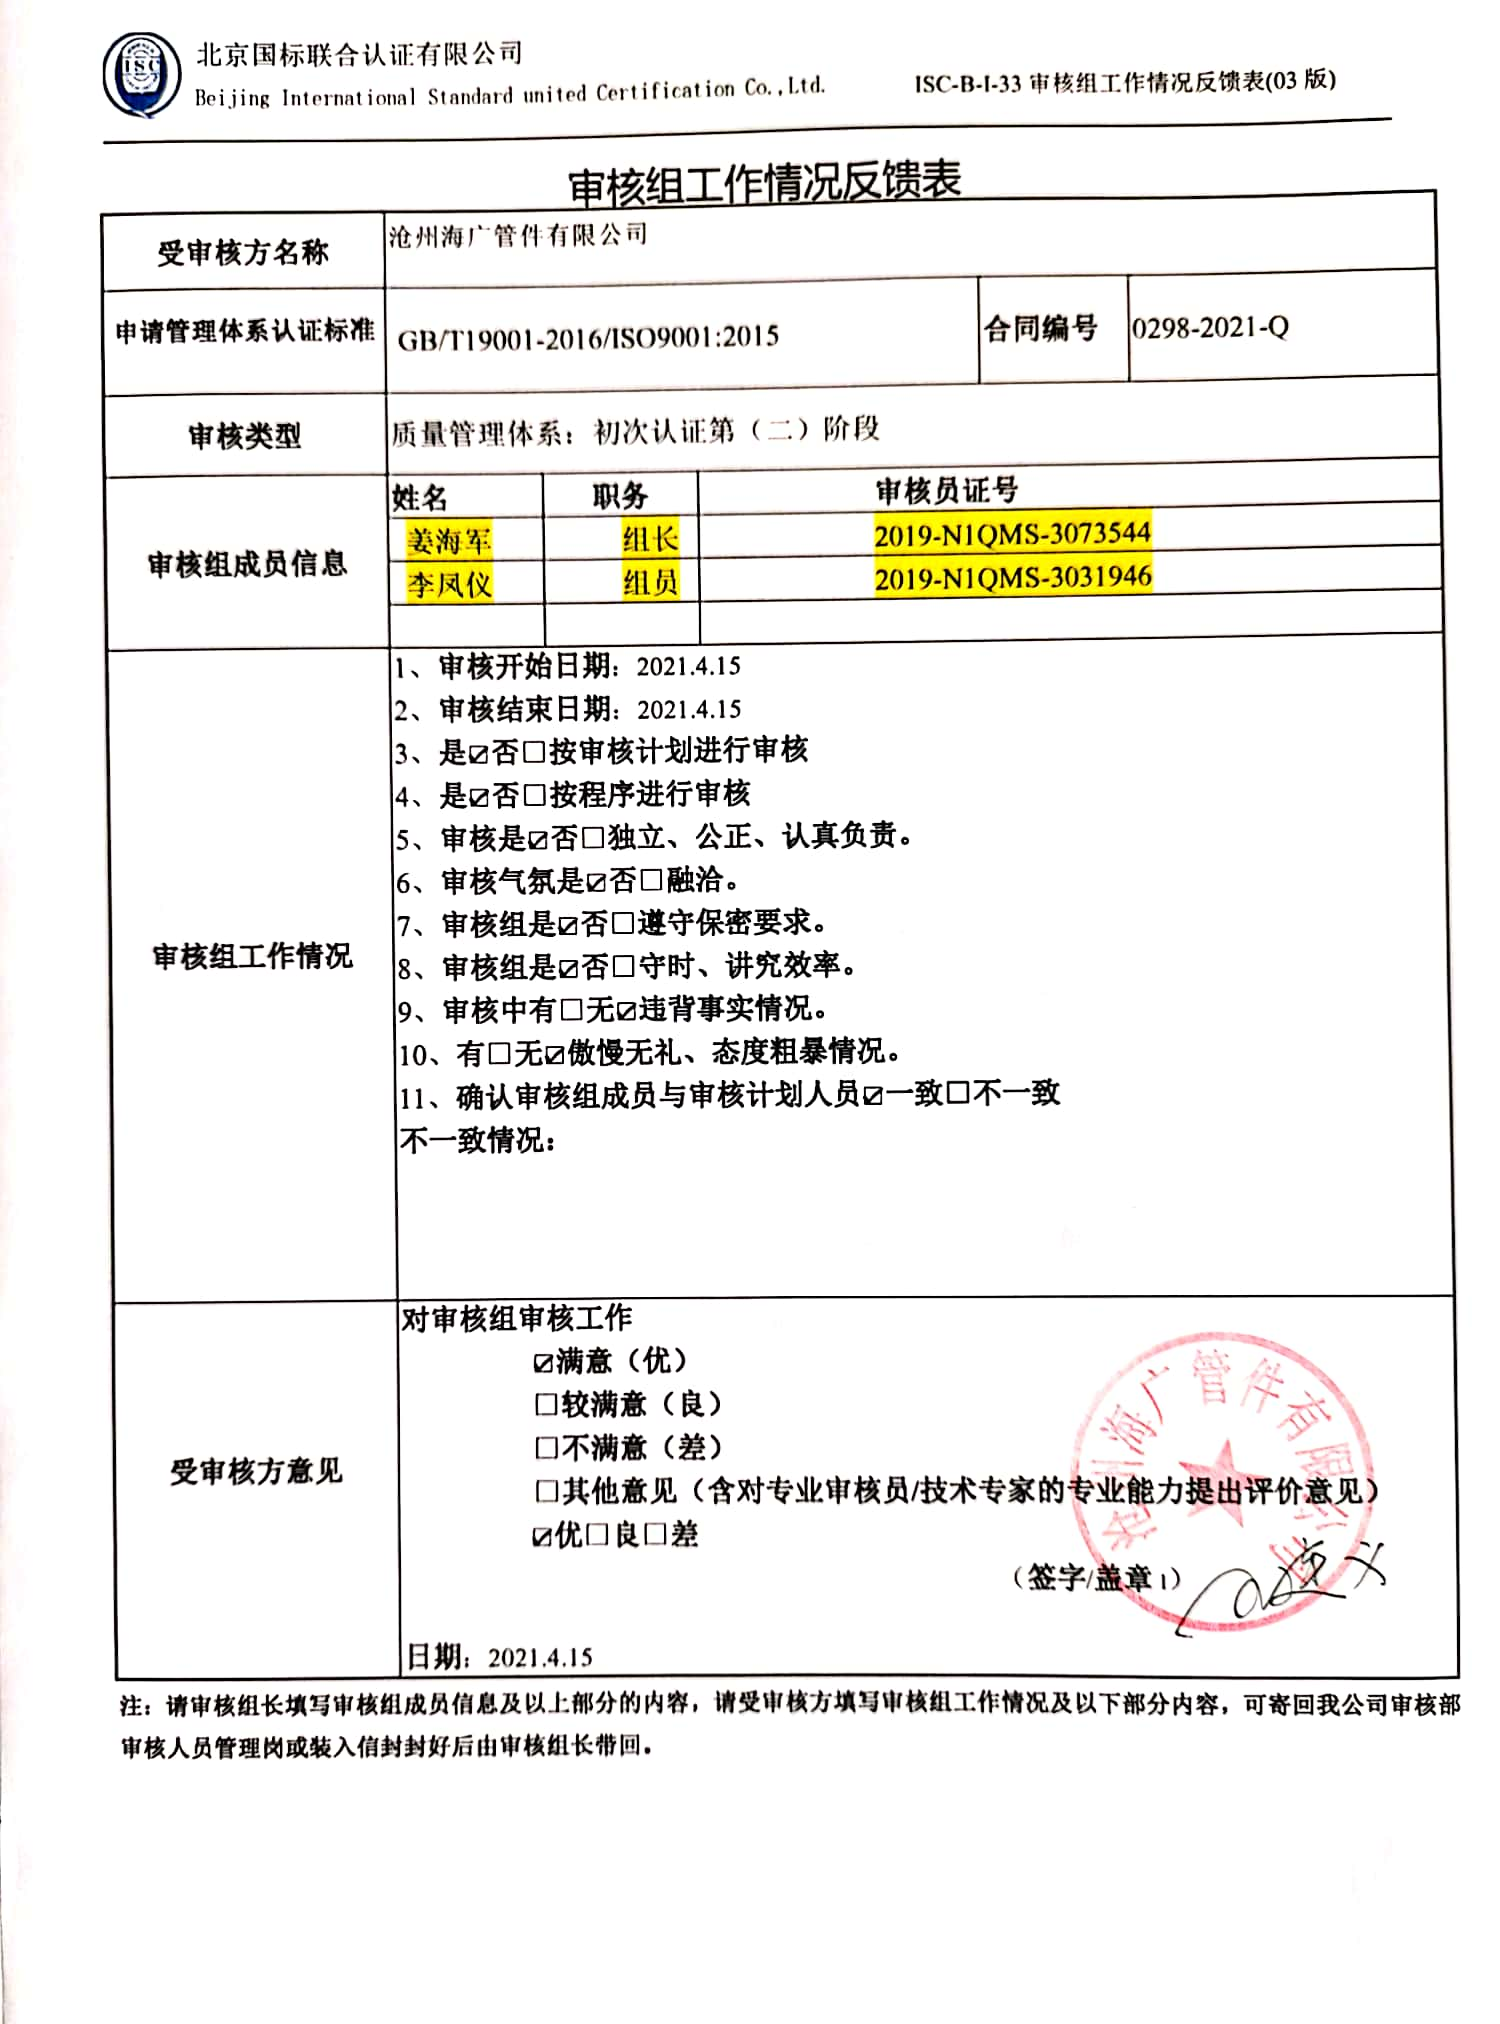 ISC
北京国标联合认证有限公司
Beijing International Standard united Certification Co.,Ltd.
ISC-B-I-33 审核组工作情况反馈表(03 版)
审核组工作情况反馈表
受审核方名称
沧州海广管件有限公司
申请管理体系认证标准
GB/T19001-2016/ISO9001:2015
合同编号
0298-2021-Q
审核类型
质量管理体系：初次认证第（二）阶段
审核组成员信息
姓名 职务 审核员证号
姜海军 组长 2019-N1QMS-3073544
李凤仪 组员 2019-N1QMS-3031946
审核组工作情况
1、审核开始日期：2021.4.15
2、审核结束日期：2021.4.15
3、是☑否☐按审核计划进行审核
4、是☑否☐按程序进行审核
5、审核是☑否☐独立、公正、认真负责。
6、审核气氛是☑否☐融洽。
7、审核组是☑否☐遵守保密要求。
8、审核组是☑否☐守时、讲究效率。
9、审核中有☐无☑违背事实情况。
10、有☐无☑傲慢无礼、态度粗暴情况。
11、确认审核组成员与审核计划人员☑一致☐不一致
不一致情况：
受审核方意见
对审核组审核工作
☑满意（优）
☐较满意（良）
☐不满意（差）
☐其他意见（含对专业审核员/技术专家的专业能力提出评价意见）
☑优☐良☐差
（签字/盖章）
沧州海广管件有限公司
日期：2021.4.15
注：请审核组长填写审核组成员信息及以上部分的内容，请受审核方填写审核组工作情况及以下部分内容，可寄回我公司审核部
审核人员管理岗或装入信封封好后由审核组长带回。